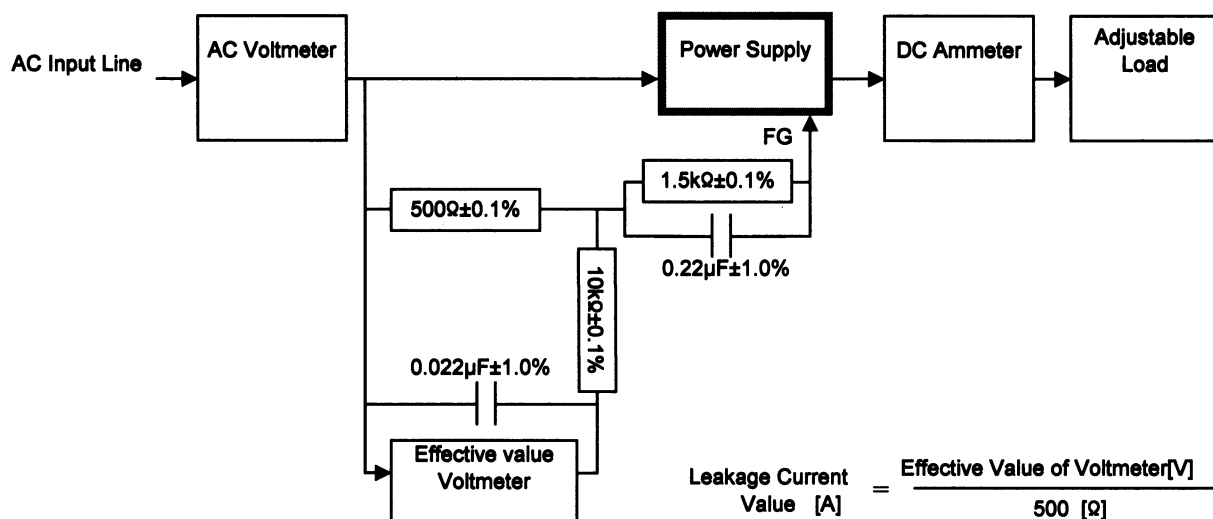 AC Input Line
AC Voltmeter
Power Supply
DC Ammeter
Adjustable
Load
FG
1.5kΩ±0.1%
500Ω±0.1%
0.22µF±1.0%
10kΩ±0.1%
0.022µF±1.0%
Effective value
Voltmeter
Leakage Current
Value [A]
=
Effective Value of Voltmeter[V]
500 [Ω]